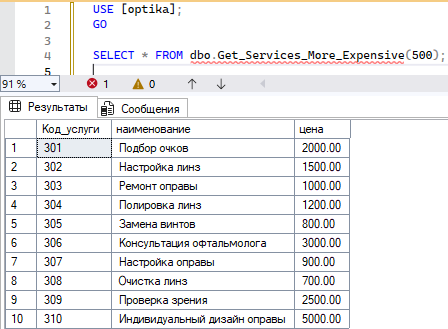 1 USE [optika];
2 GO
3
4 SELECT * FROM dbo.Get_Services_More_Expensive(500);
5
91 % 1 0
Результаты Сообщения
Код_услуги наименование цена
1 301 Подбор очков 2000.00
2 302 Настройка линз 1500.00
3 303 Ремонт оправы 1000.00
4 304 Полировка линз 1200.00
5 305 Замена винтов 800.00
6 306 Консультация офтальмолога 3000.00
7 307 Настройка оправы 900.00
8 308 Очистка линз 700.00
9 309 Проверка зрения 2500.00
10 310 Индивидуальный дизайн оправы 5000.00